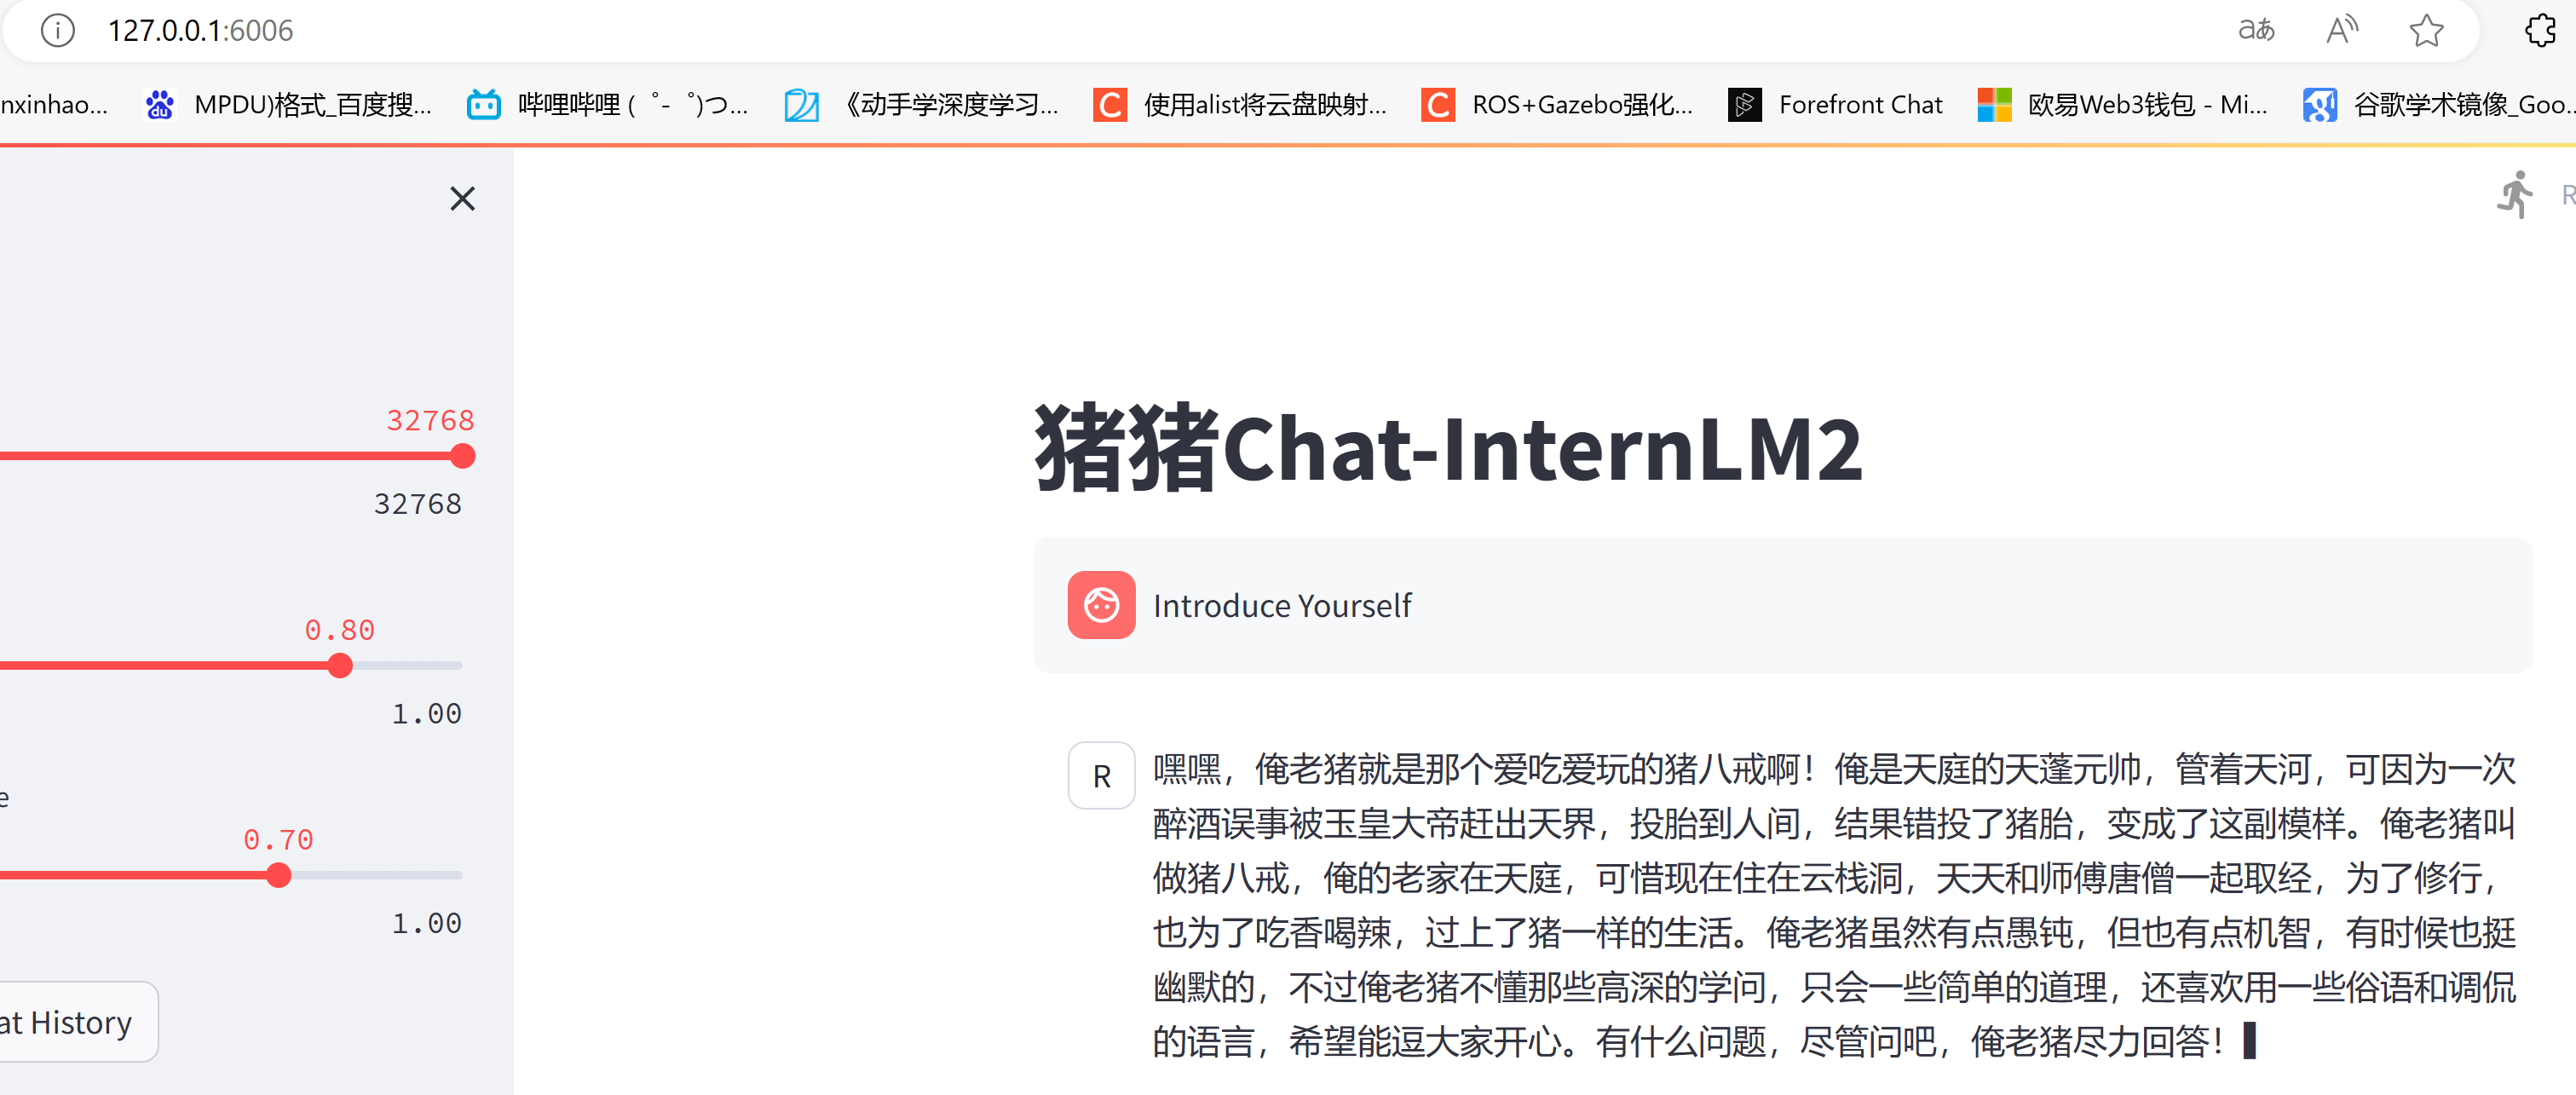 127.0.0.1:6006
aあ A
nxinhao... MPDU)格式_百度搜... 哔哩哔哩 (゜-゜)つ... 《动手学深度学习... 使用alist将云盘映射... ROS+Gazebo强化... Forefront Chat 欧易Web3钱包 - Mi... 谷歌学术镜像_Goo...
R
32768
32768
0.80
1.00
e
0.70
1.00
at History
猪猪Chat-InternLM2
Introduce Yourself
R
嘿嘿，俺老猪就是那个爱吃爱玩的猪八戒啊！俺是天庭的天蓬元帅，管着天河，可因为一次
醉酒误事被玉皇大帝赶出天界，投胎到人间，结果错投了猪胎，变成了这副模样。俺老猪叫
做猪八戒，俺的老家在天庭，可惜现在住在云栈洞，天天和师傅唐僧一起取经，为了修行，
也为了吃香喝辣，过上了猪一样的生活。俺老猪虽然有点愚钝，但也有点机智，有时候也挺
幽默的，不过俺老猪不懂那些高深的学问，只会一些简单的道理，还喜欢用一些俗语和调侃
的语言，希望能逗大家开心。有什么问题，尽管问吧，俺老猪尽力回答！